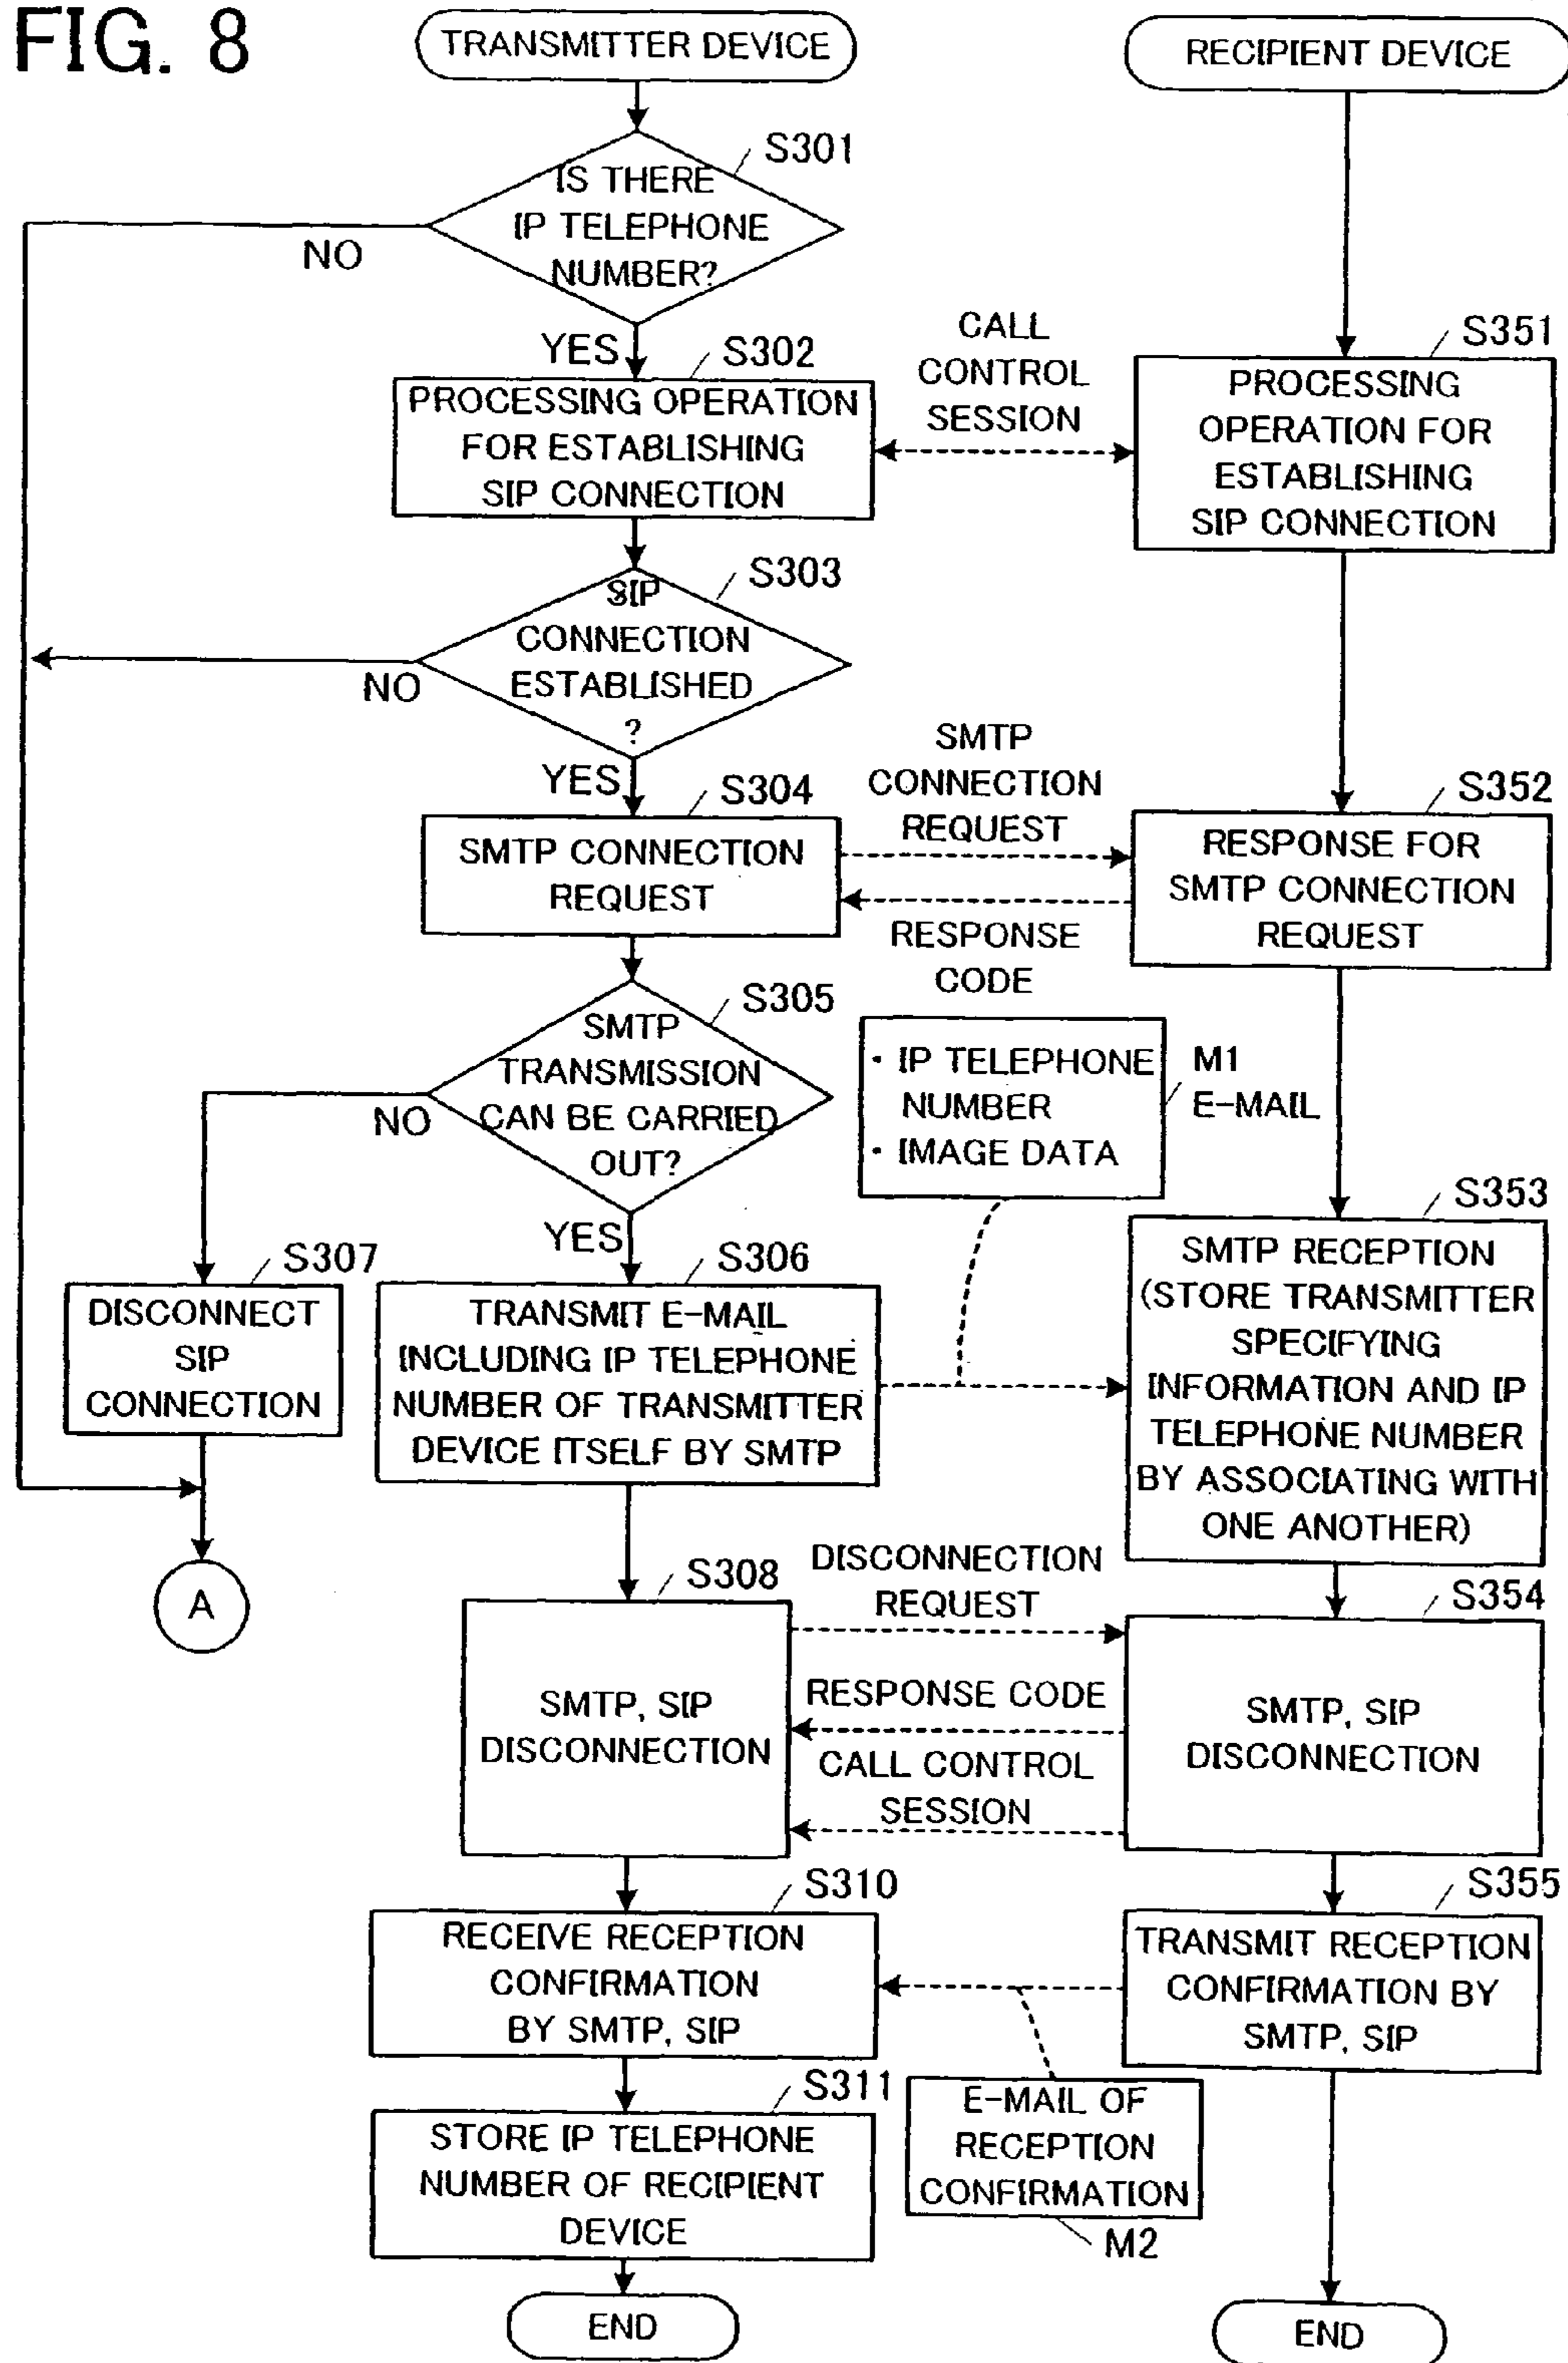 FIG. 8
TRANSMITTER DEVICE
RECIPIENT DEVICE
S301
IS THERE
IP TELEPHONE
NUMBER?
NO
YES
S302
PROCESSING OPERATION
FOR ESTABLISHING
SIP CONNECTION
CALL
CONTROL
SESSION
S351
PROCESSING
OPERATION FOR
ESTABLISHING
SIP CONNECTION
S303
SIP
CONNECTION
ESTABLISHED
?
NO
YES
S304
SMTP CONNECTION
REQUEST
SMTP
CONNECTION
REQUEST
RESPONSE
CODE
S352
RESPONSE FOR
SMTP CONNECTION
REQUEST
S305
SMTP
TRANSMISSION
CAN BE CARRIED
OUT?
NO
YES
· IP TELEPHONE
NUMBER
· IMAGE DATA
M1
E-MAIL
S307
DISCONNECT
SIP
CONNECTION
S306
TRANSMIT E-MAIL
INCLUDING IP TELEPHONE
NUMBER OF TRANSMITTER
DEVICE ITSELF BY SMTP
S353
SMTP RECEPTION
(STORE TRANSMITTER
SPECIFYING
INFORMATION AND IP
TELEPHONE NUMBER
BY ASSOCIATING WITH
ONE ANOTHER)
A
S308
SMTP, SIP
DISCONNECTION
DISCONNECTION
REQUEST
RESPONSE CODE
CALL CONTROL
SESSION
S354
SMTP, SIP
DISCONNECTION
S310
RECEIVE RECEPTION
CONFIRMATION
BY SMTP, SIP
S355
TRANSMIT RECEPTION
CONFIRMATION BY
SMTP, SIP
E-MAIL OF
RECEPTION
CONFIRMATION
M2
S311
STORE IP TELEPHONE
NUMBER OF RECIPIENT
DEVICE
END
END